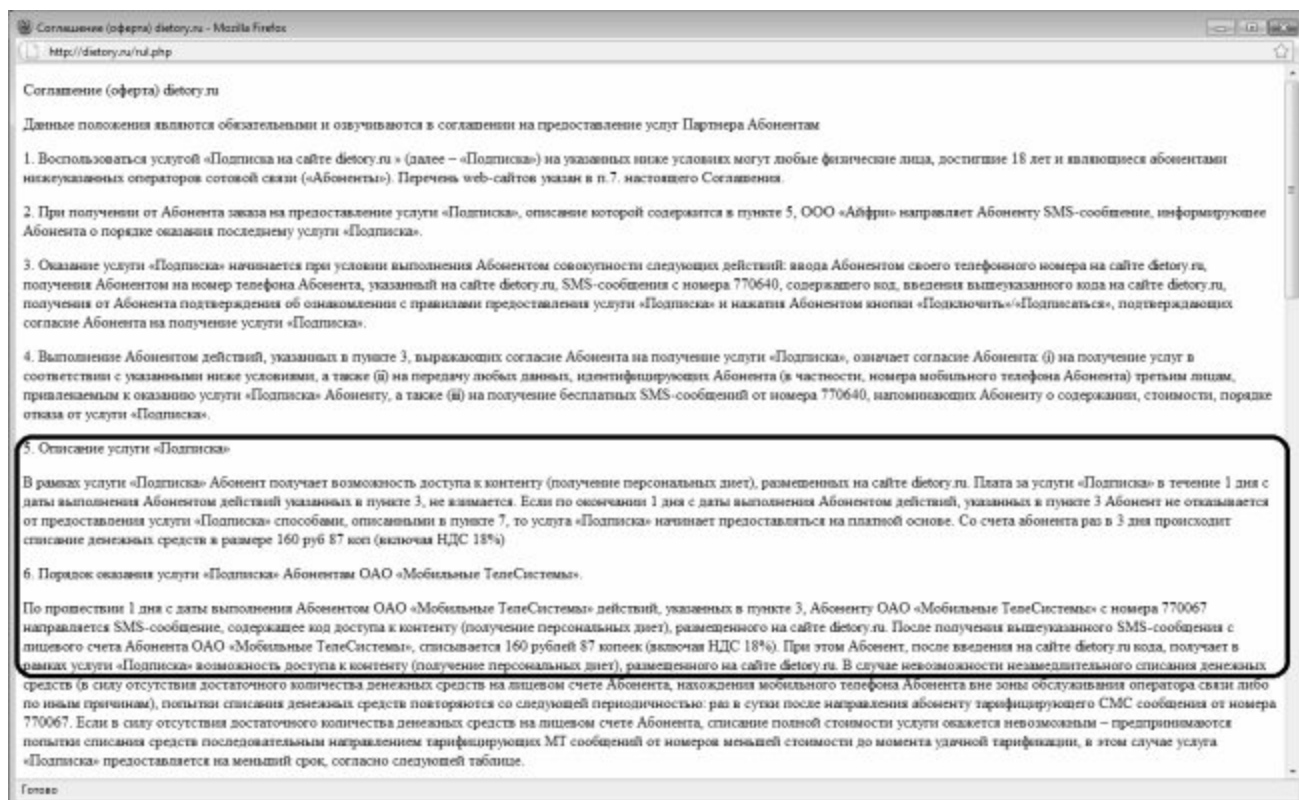 Соглашение (оферта) dietory.ru - Mozilla Firefox
http://dietory.ru/rul.php
Соглашение (оферта) dietory.ru
Данные положения являются обязательными и озвучиваются в соглашении на предоставление услуг Партнера Абонентам
1. Воспользоваться услугой «Подписка на сайте dietory.ru » (далее – «Подписка») на указанных ниже условиях могут любые физические лица, достигшие 18 лет и являющиеся абонентами
нижеуказанных операторов сотовой связи («Абоненты»). Перечень web-сайтов указан в п.7. настоящего Соглашения.
2. При получении от Абонента заказа на предоставление услуги «Подписка», описание которой содержится в пункте 5, ООО «Айфри» направляет Абоненту SMS-сообщение, информирующее
Абонента о порядке оказания последнему услуги «Подписка».
3. Оказание услуги «Подписка» начинается при условии выполнения Абонентом совокупности следующих действий: ввода Абонентом своего телефонного номера на сайте dietory.ru,
получения Абонентом на номер телефона Абонента, указанный на сайте dietory.ru, SMS-сообщения с номера 770640, содержащего код, введения вышеуказанного кода на сайте dietory.ru,
получения от Абонента подтверждения об ознакомлении с правилами предоставления услуги «Подписка» и нажатия Абонентом кнопки «Подключить»/«Подписаться», подтверждающих
согласие Абонента на получение услуги «Подписка».
4. Выполнение Абонентом действий, указанных в пункте 3, выражающих согласие Абонента на получение услуги «Подписка», означает согласие Абонента: (i) на получение услуг в
соответствии с указанными ниже условиями, а также (ii) на передачу любых данных, идентифицирующих Абонента (в частности, номера мобильного телефона Абонента) третьим лицам,
привлекаемым к оказанию услуги «Подписка» Абоненту, а также (iii) на получение бесплатных SMS-сообщений от номера 770640, напоминающих Абоненту о содержании, стоимости, порядке
отказа от услуги «Подписка».
5. Описание услуги «Подписка»
В рамках услуги «Подписка» Абонент получает возможность доступа к контенту (получение персональных диет), размещенных на сайте dietory.ru. Плата за услуги «Подписка» в течение 1 дня с
даты выполнения Абонентом действий указанных в пункте 3, не взимается. Если по окончании 1 дня с даты выполнения Абонентом действий, указанных в пункте 3 Абонент не отказывается
от предоставления услуги «Подписка» способами, описанными в пункте 7, то услуга «Подписка» начинает предоставляться на платной основе. Со счета абонента раз в 3 дня происходит
списание денежных средств в размере 160 руб 87 коп (включая НДС 18%)
6. Порядок оказания услуги «Подписка» Абонентам ОАО «Мобильные ТелеСистемы».
По прошествии 1 дня с даты выполнения Абонентом ОАО «Мобильные ТелеСистемы» действий, указанных в пункте 3, Абоненту ОАО «Мобильные ТелеСистемы» с номера 770067
направляется SMS-сообщение, содержащее код доступа к контенту (получение персональных диет), размещенного на сайте dietory.ru. После получения вышеуказанного SMS-сообщения с
лицевого счета Абонента ОАО «Мобильные ТелеСистемы», списывается 160 рублей 87 копеек (включая НДС 18%). При этом Абонент, после введения на сайте dietory.ru кода, получает в
рамках услуги «Подписка» возможность доступа к контенту (получение персональных диет), размещенного на сайте dietory.ru. В случае невозможности незамедлительного списания денежных
средств (в силу отсутствия достаточного количества денежных средств на лицевом счете Абонента, нахождения мобильного телефона Абонента вне зоны обслуживания оператора связи либо
по иным причинам), попытки списания денежных средств повторяются со следующей периодичностью: раз в сутки после направления абоненту тарифицирующего СМС сообщения от номера
770067. Если в силу отсутствия достаточного количества денежных средств на лицевом счете Абонента, списание полной стоимости услуги окажется невозможным – предпринимаются
попытки списания средств последовательным направлением тарифицирующих МТ сообщений от номеров меньшей стоимости до момента удачной тарификации, в этом случае услуга
«Подписка» предоставляется на меньший срок, согласно следующей таблице.
Готово